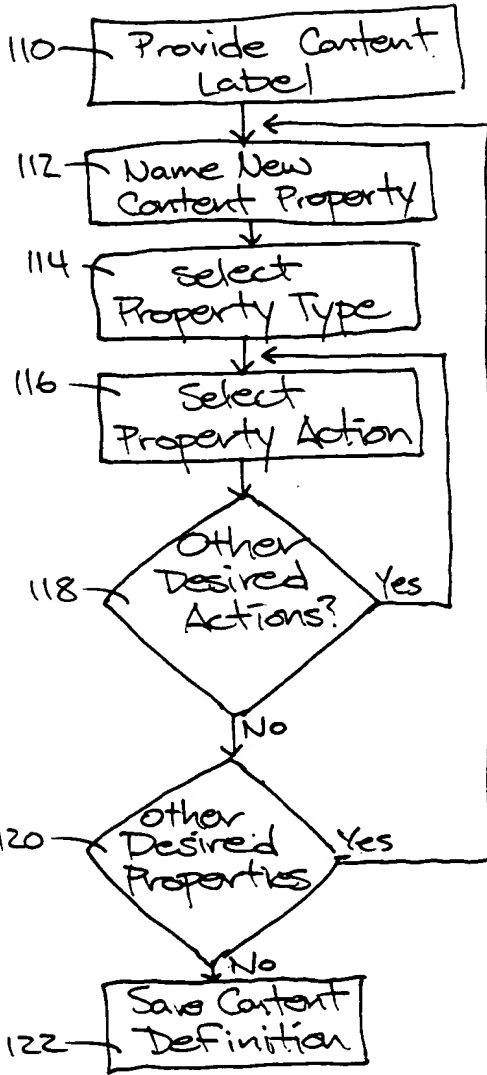 110
Provide Content
Label
112
Name New
Content Property
114
Select
Property Type
116
Select
Property Action
118
Other
Desired
Actions?
Yes
No
120
Other
Desired
Properties
Yes
No
122
Save Content
Definition